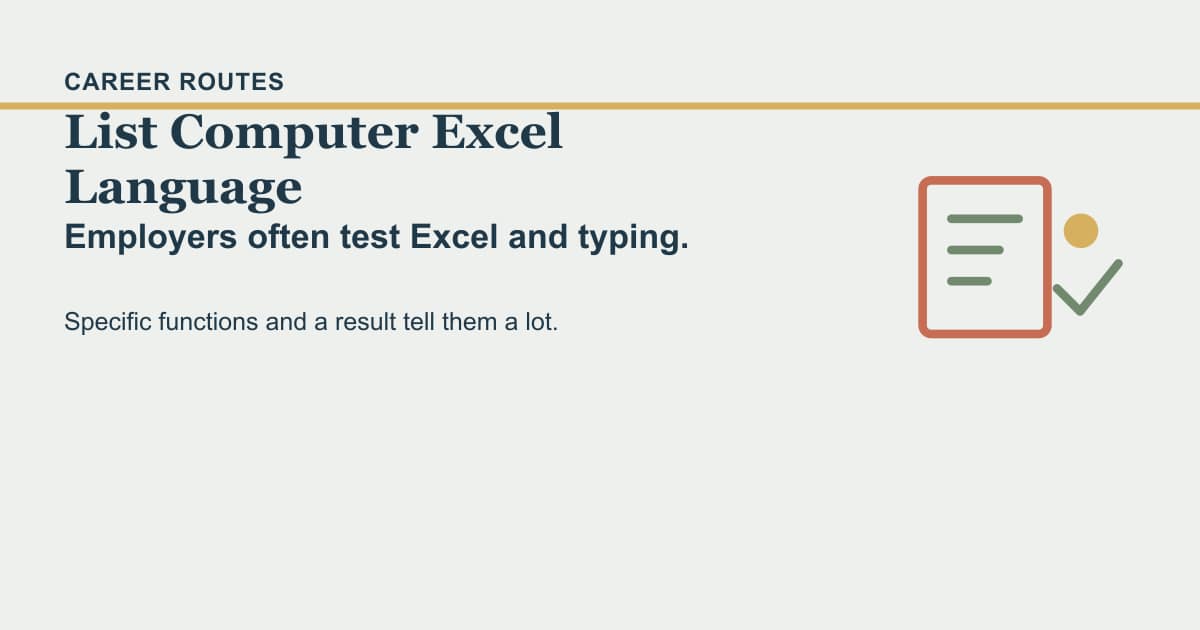 CAREER ROUTES
List Computer Excel
Language
Employers often test Excel and typing.
Specific functions and a result tell them a lot.